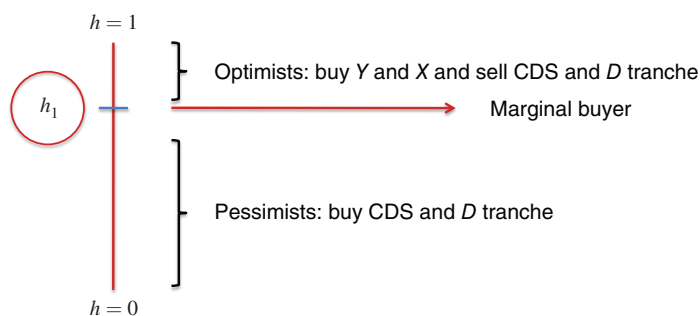 h = 1
Optimists: buy Y and X and sell CDS and D tranche
h₁
Marginal buyer
Pessimists: buy CDS and D tranche
h = 0